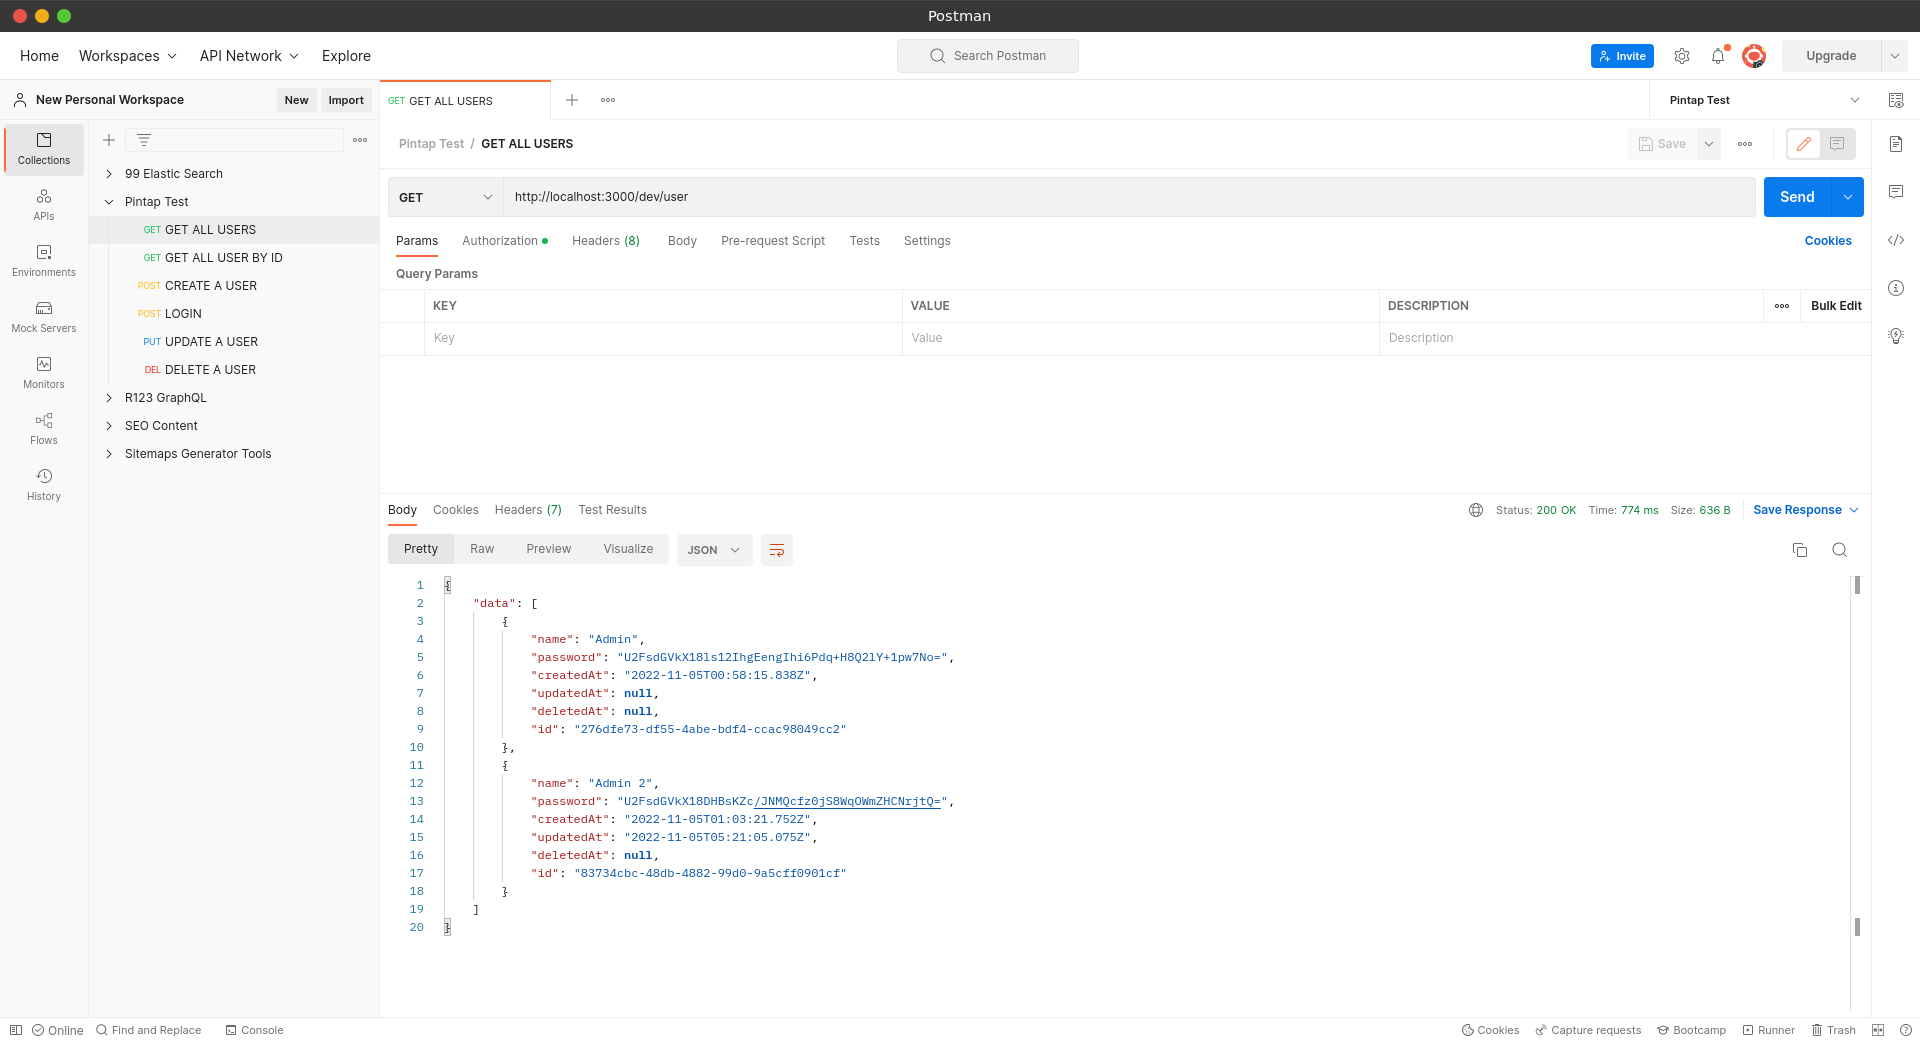 Postman
Home Workspaces API Network Explore Search Postman Invite Upgrade
New Personal Workspace New Import GET GET ALL USERS Pintap Test
Collections
APIs
Environments
Mock Servers
Monitors
Flows
History
99 Elastic Search
Pintap Test
GET GET ALL USERS
GET GET ALL USER BY ID
POST CREATE A USER
POST LOGIN
PUT UPDATE A USER
DEL DELETE A USER
R123 GraphQL
SEO Content
Sitemaps Generator Tools
Pintap Test / GET ALL USERS Save
GET http://localhost:3000/dev/user Send
Params Authorization Headers (8) Body Pre-request Script Tests Settings Cookies
Query Params
KEY VALUE DESCRIPTION Bulk Edit
Key Value Description
Body Cookies Headers (7) Test Results Status: 200 OK Time: 774 ms Size: 636 B Save Response
Pretty Raw Preview Visualize JSON
1 {
2 "data": [
3 {
4 "name": "Admin",
5 "password": "U2FsdGVkX18ls12IhgEengIhi6Pdq+H8Q2lY+1pw7No=",
6 "createdAt": "2022-11-05T00:58:15.838Z",
7 "updatedAt": null,
8 "deletedAt": null,
9 "id": "276dfe73-df55-4abe-bdf4-ccac98049cc2"
10 },
11 {
12 "name": "Admin 2",
13 "password": "U2FsdGVkX18DHBsKZc/JNMQcfz0jS8WqOWmZHCNrjtQ=",
14 "createdAt": "2022-11-05T01:03:21.752Z",
15 "updatedAt": "2022-11-05T05:21:05.075Z",
16 "deletedAt": null,
17 "id": "83734cbc-48db-4882-99d0-9a5cff0901cf"
18 }
19 ]
20 }
Online Find and Replace Console Cookies Capture requests Bootcamp Runner Trash